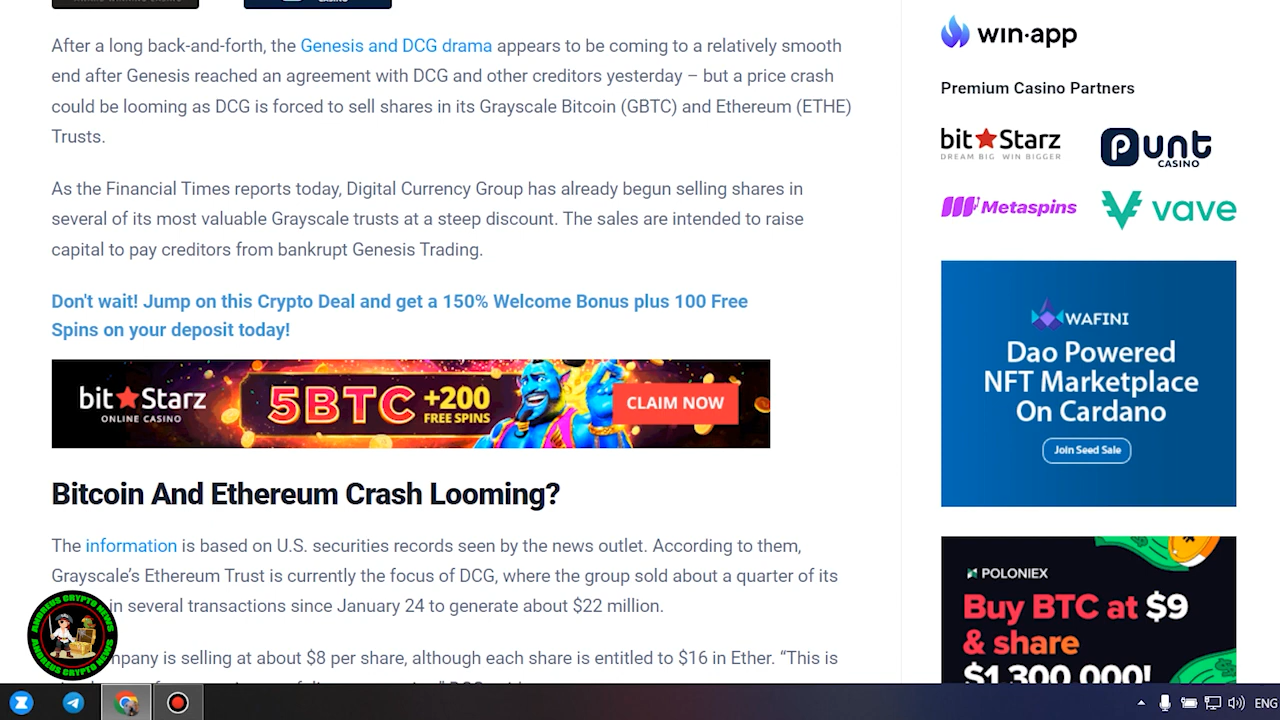 After a long back-and-forth, the Genesis and DCG drama appears to be coming to a relatively smooth
end after Genesis reached an agreement with DCG and other creditors yesterday – but a price crash
could be looming as DCG is forced to sell shares in its Grayscale Bitcoin (GBTC) and Ethereum (ETHE)
Trusts.
As the Financial Times reports today, Digital Currency Group has already begun selling shares in
several of its most valuable Grayscale trusts at a steep discount. The sales are intended to raise
capital to pay creditors from bankrupt Genesis Trading.
Don't wait! Jump on this Crypto Deal and get a 150% Welcome Bonus plus 100 Free
Spins on your deposit today!
bit Starz
ONLINE CASINO
5BTC
+200
FREE SPINS
CLAIM NOW
Bitcoin And Ethereum Crash Looming?
The information is based on U.S. securities records seen by the news outlet. According to them,
Grayscale’s Ethereum Trust is currently the focus of DCG, where the group sold about a quarter of its
in several transactions since January 24 to generate about $22 million.
is selling at about $8 per share, although each share is entitled to $16 in Ether. “This is
ANDREUS CRYPTO NEWS
ANDREUS CRYPTO NEWS
win·app
Premium Casino Partners
bit Starz
DREAM BIG WIN BIGGER
Punt
CASINO
Metaspins
vave
WAFINI
Dao Powered
NFT Marketplace
On Cardano
Join Seed Sale
POLONIEX
Buy BTC at $9
& share
$1,300,000!
ENG